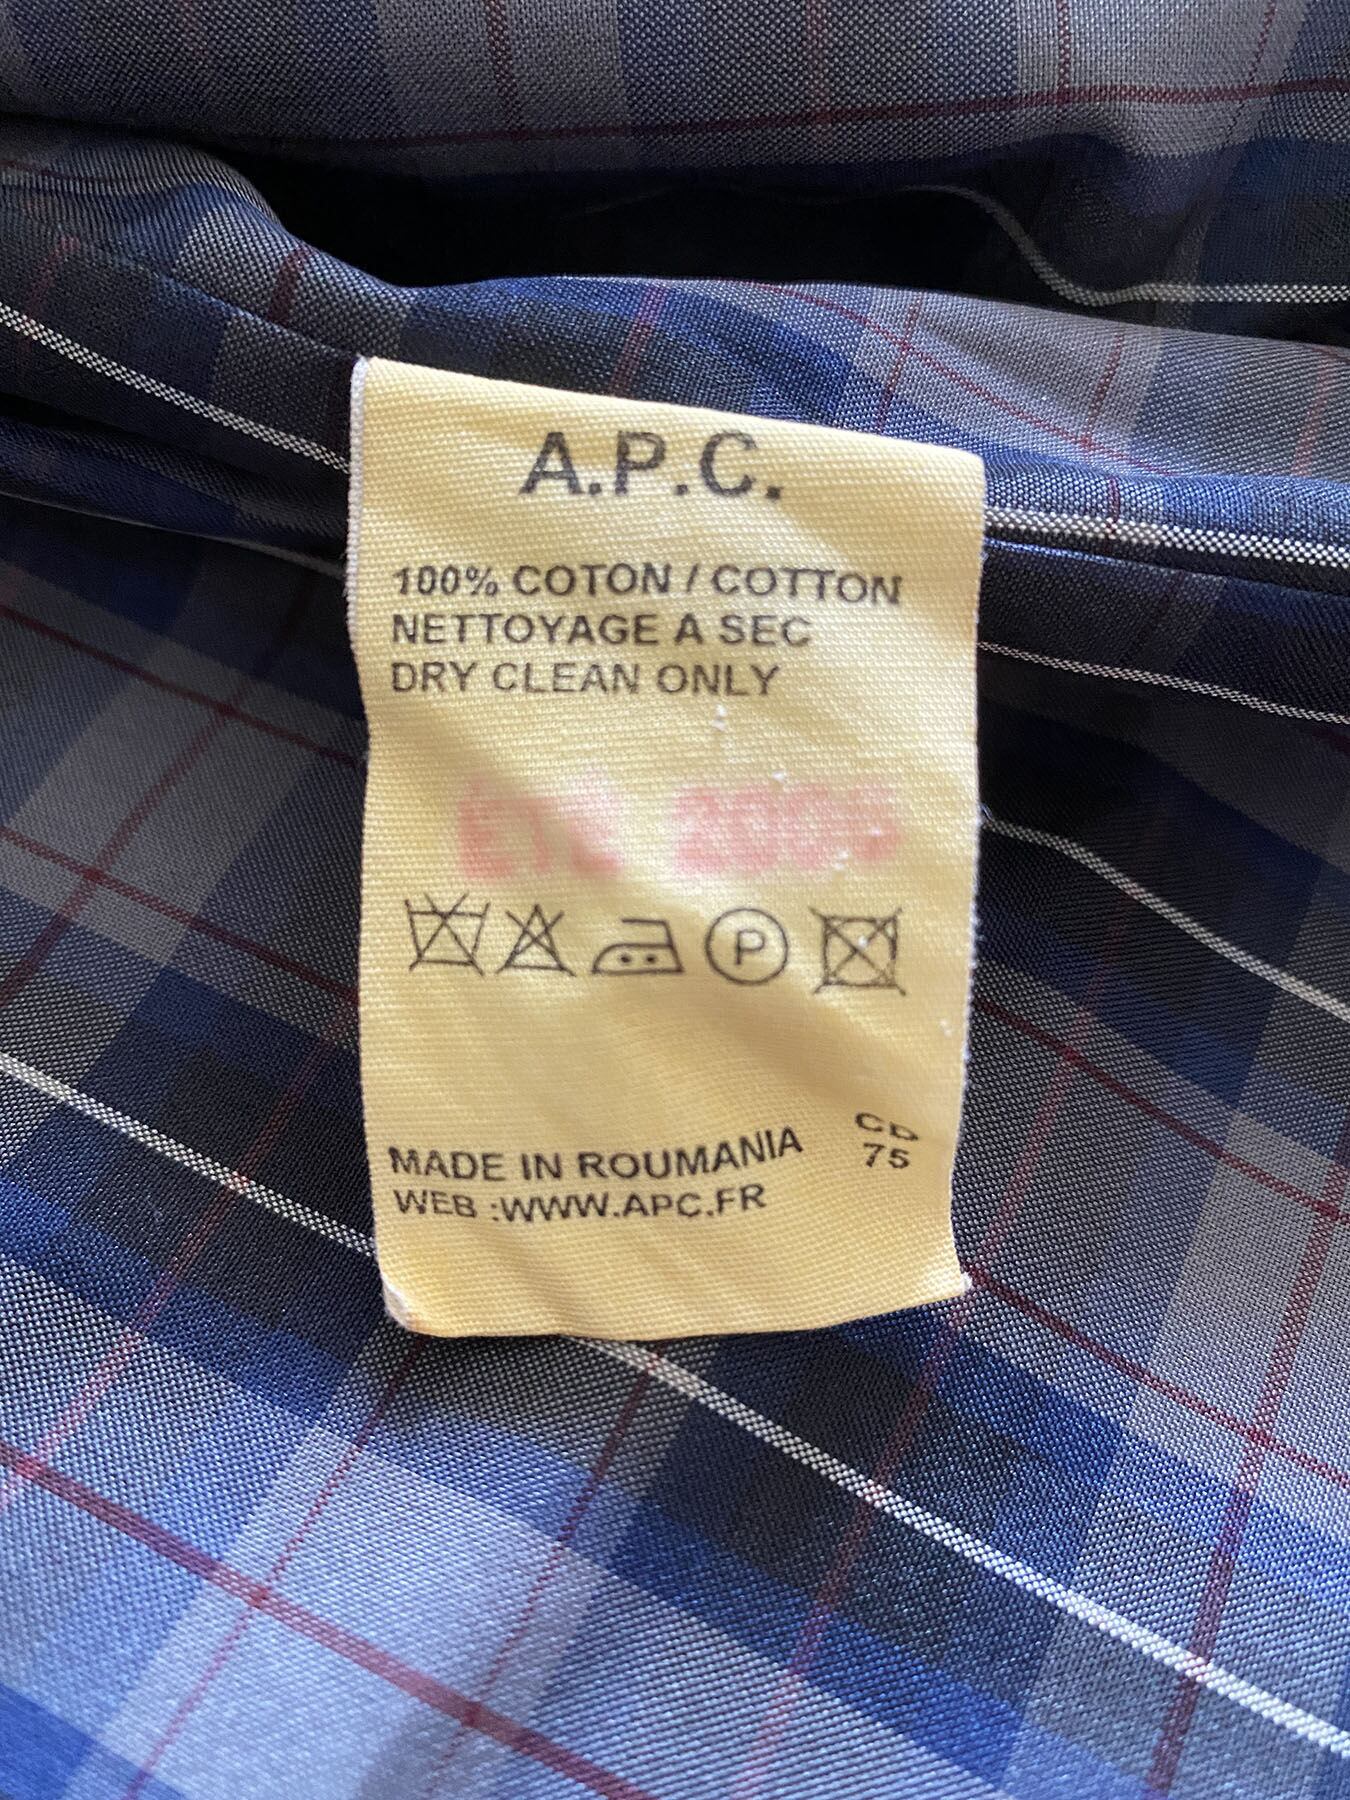 A.P.C.
100% COTON / COTTON
NETTOYAGE A SEC
DRY CLEAN ONLY
P
CD
75
MADE IN ROUMANIA
WEB :WWW.APC.FR